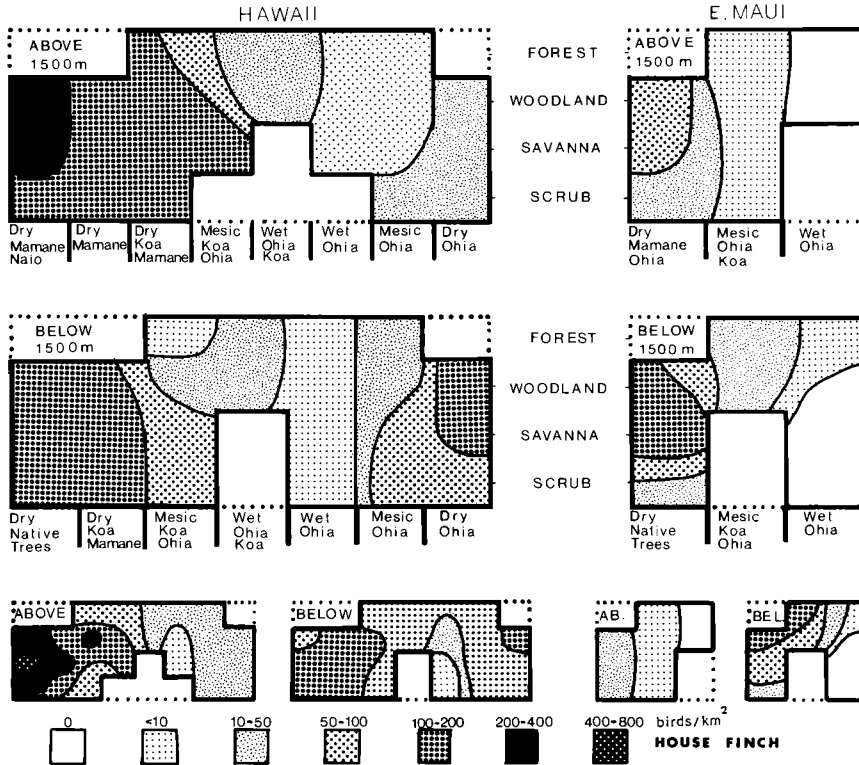 HAWAII
E. MAUI
ABOVE
1500m
FOREST
WOODLAND
SAVANNA
SCRUB
ABOVE
1500m
Dry
Mamane
Naio
Dry
Mamane
Dry
Koa
Mamane
Mesic
Koa
Ohia
Wet
Ohia
Koa
Wet
Ohia
Mesic
Ohia
Dry
Ohia
Dry
Mamane
Ohia
Mesic
Ohia
Koa
Wet
Ohia
BELOW
1500m
FOREST
WOODLAND
SAVANNA
SCRUB
BELOW
1500m
Dry
Native
Trees
Dry
Koa
Mamane
Mesic
Koa
Ohia
Wet
Ohia
Koa
Wet
Ohia
Mesic
Ohia
Dry
Ohia
Dry
Native
Trees
Mesic
Koa
Ohia
Wet
Ohia
ABOVE
BELOW
AB.
BEL.
0
<10
10-50
50-100
100-200
200-400
400-800
birds/km²
HOUSE FINCH